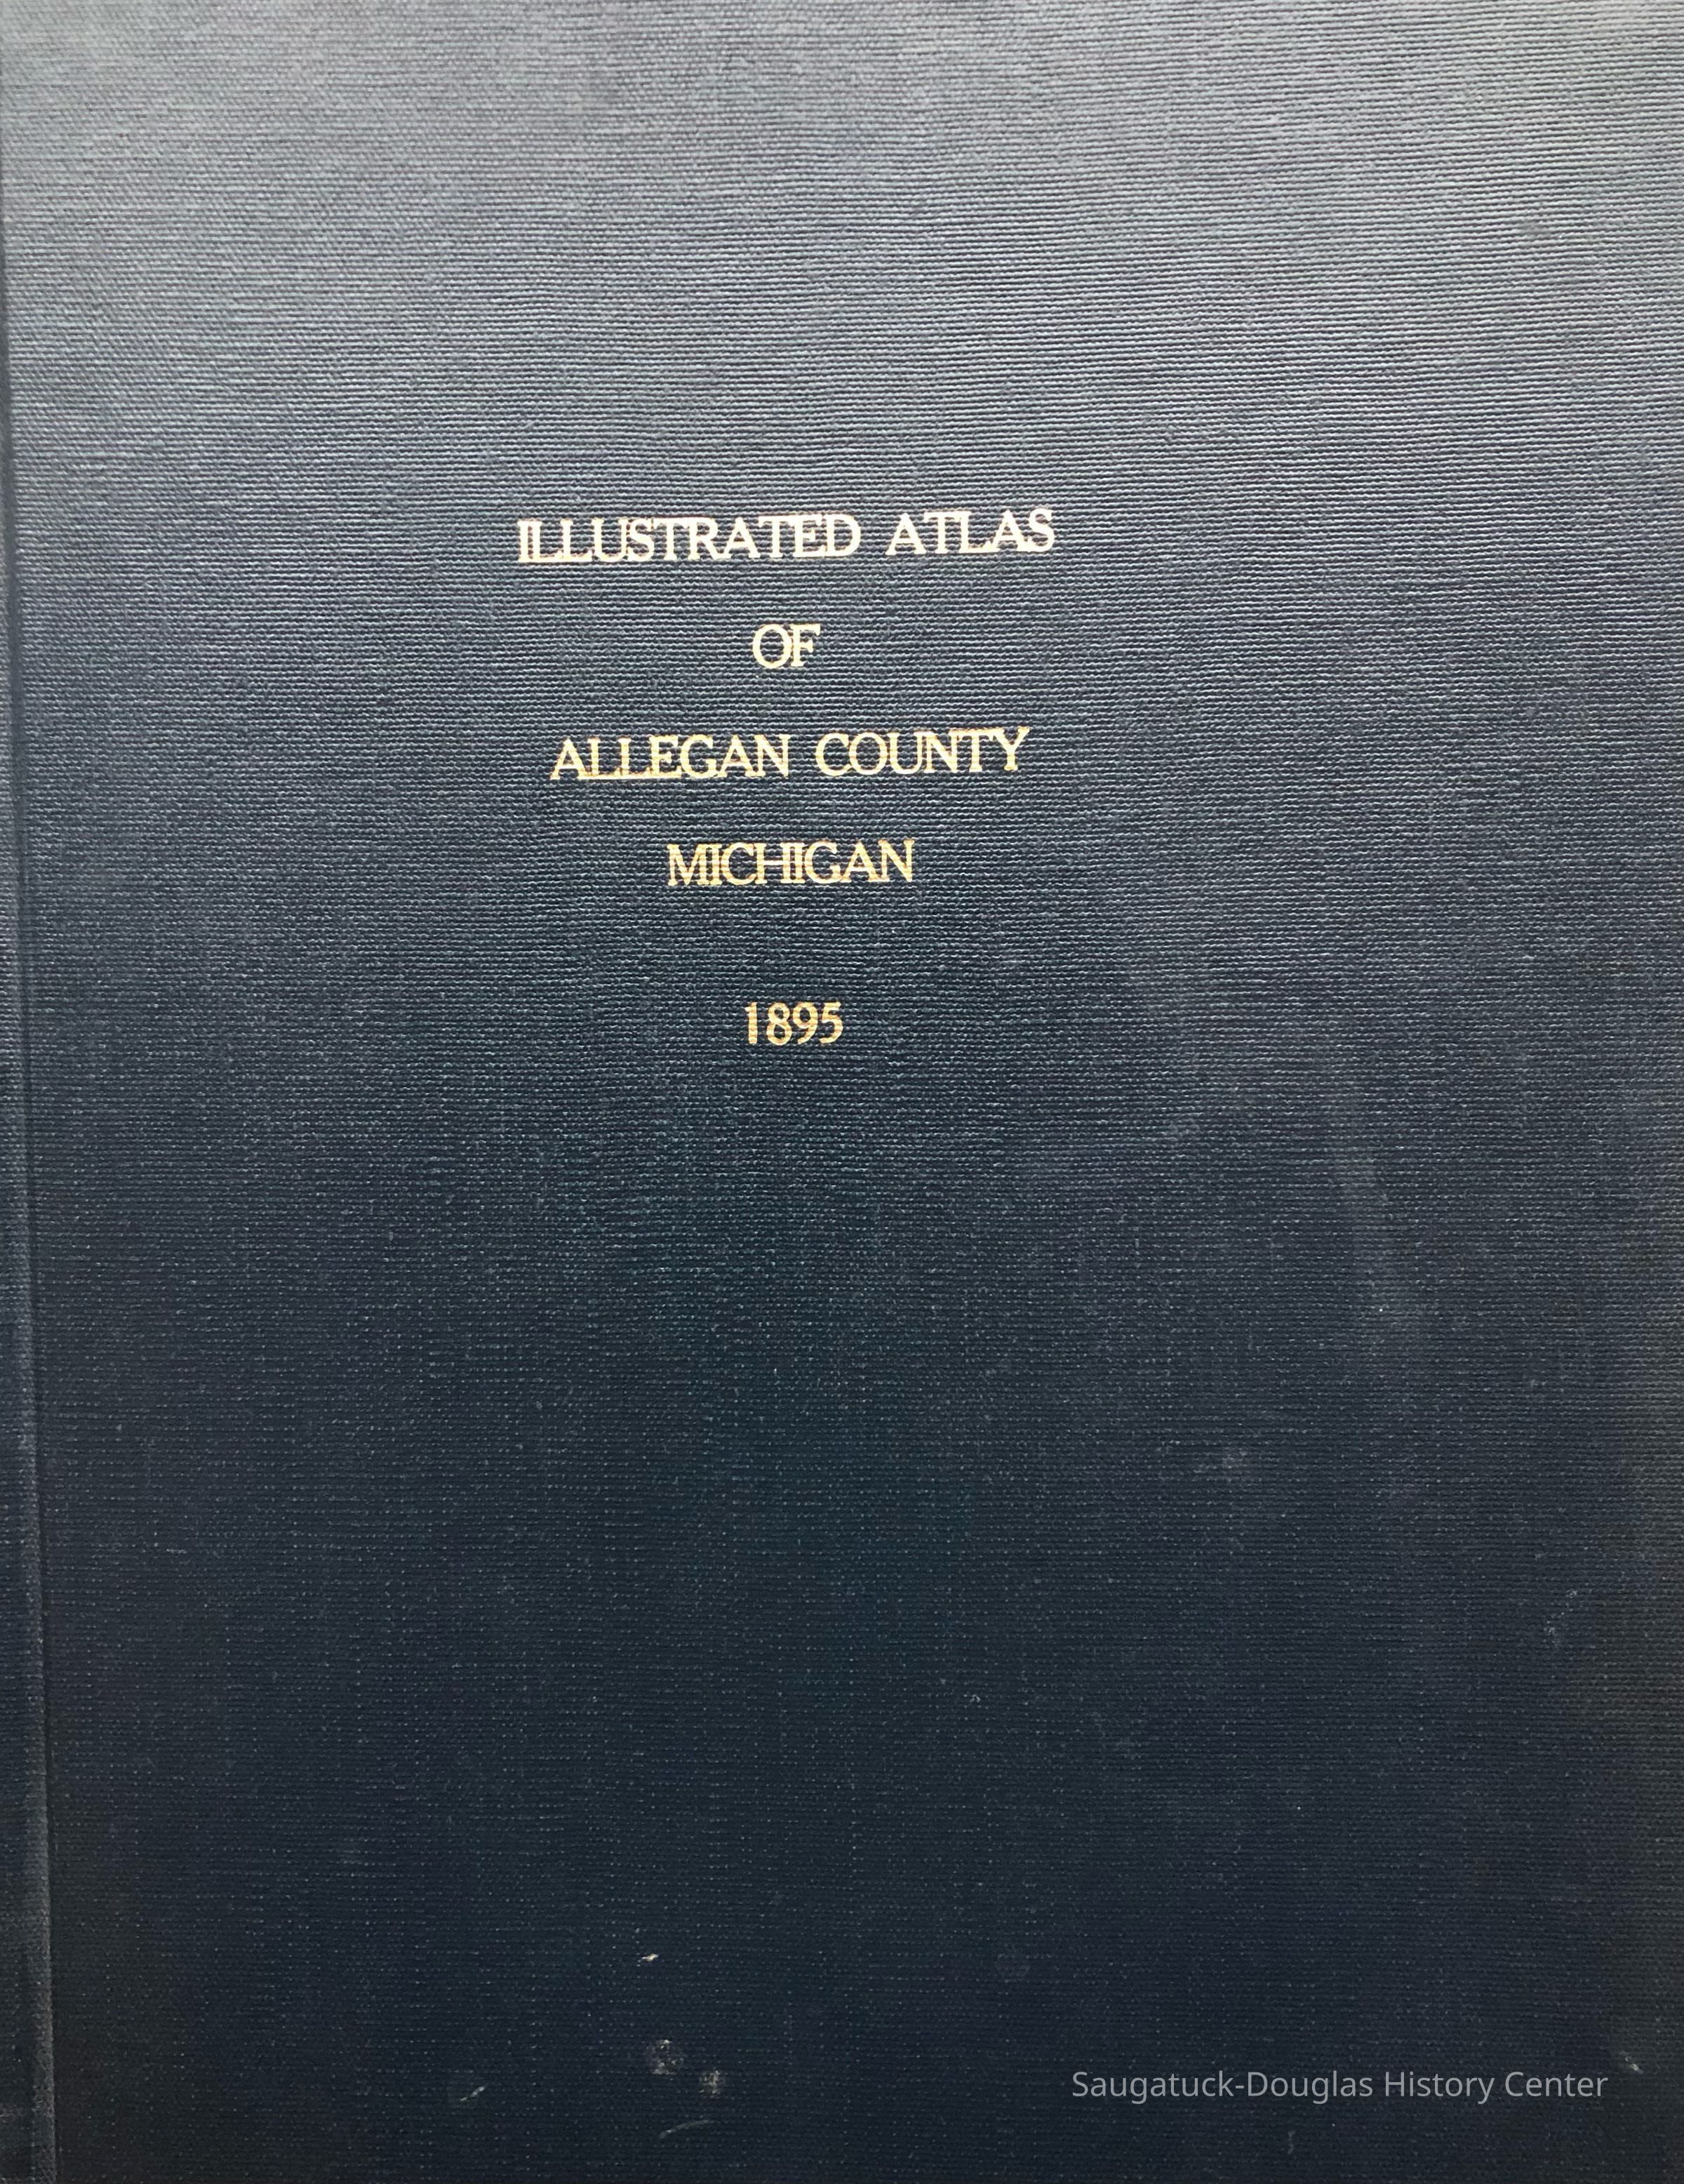 ILLUSTRATED ATLAS
OF
ALLEGAN COUNTY
MICHIGAN
1895
Saugatuck-Douglas History Center